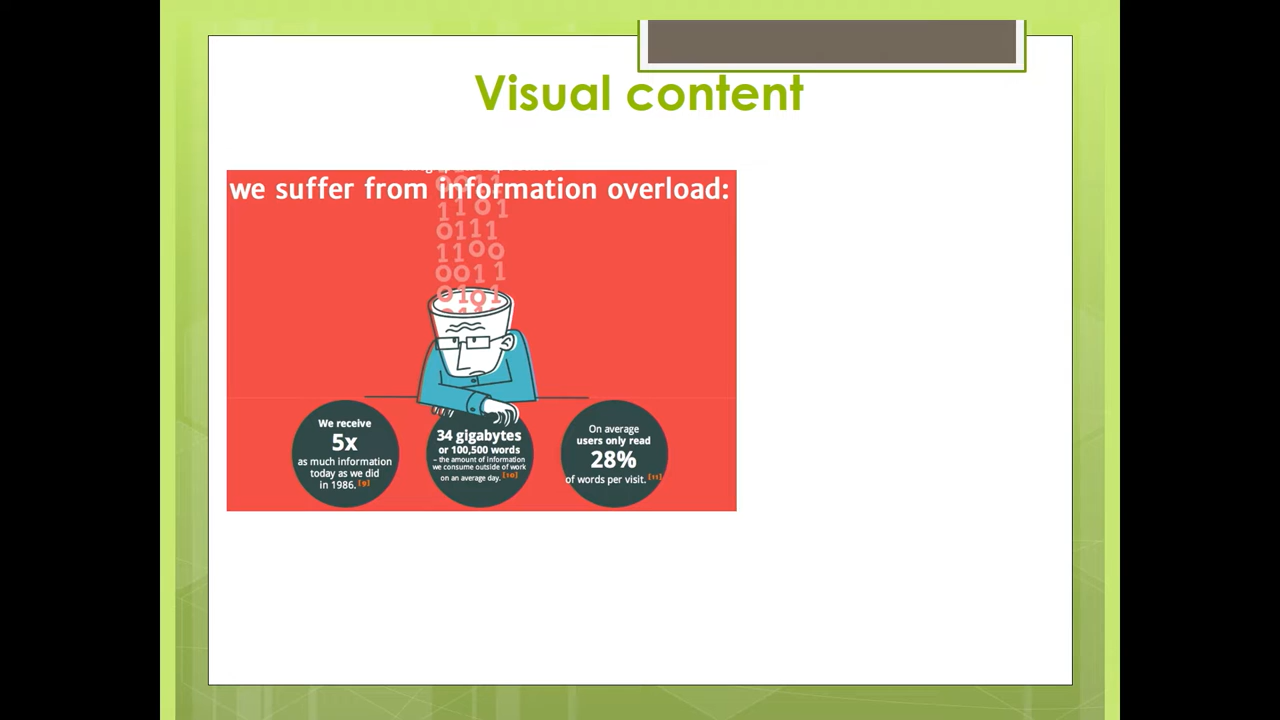 Visual content
we suffer from information overload:
0011
1101
0111
1100
0011
0101
We receive
5x
as much information
today as we did
in 1986. [9]
34 gigabytes
or 100,500 words
– the amount of information
we consume outside of work
on an average day. [10]
On average
users only read
28%
of words per visit. [11]